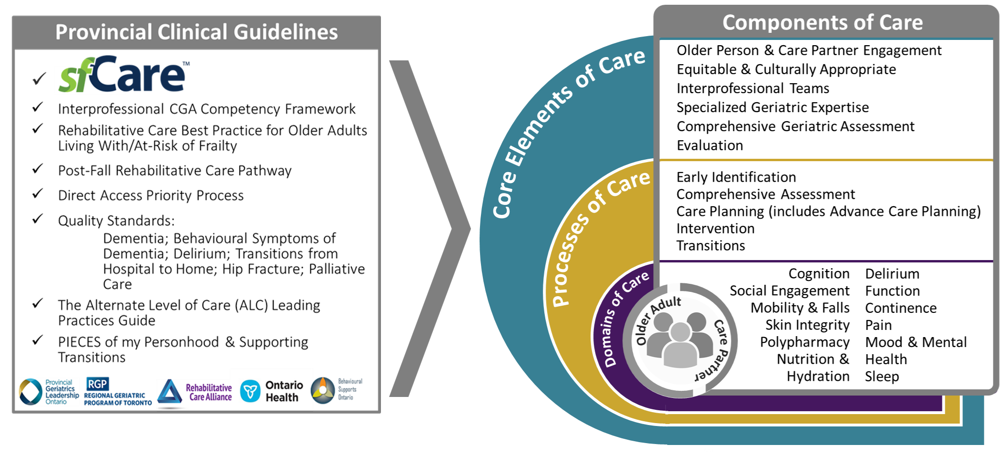 Provincial Clinical Guidelines
✓ sfCare™
✓ Interprofessional CGA Competency Framework
✓ Rehabilitative Care Best Practice for Older Adults
Living With/At-Risk of Frailty
✓ Post-Fall Rehabilitative Care Pathway
✓ Direct Access Priority Process
✓ Quality Standards:
Dementia; Behavioural Symptoms of
Dementia; Delirium; Transitions from
Hospital to Home; Hip Fracture; Palliative
Care
✓ The Alternate Level of Care (ALC) Leading
Practices Guide
✓ PIECES of my Personhood & Supporting
Transitions
Provincial
Geriatrics
Leadership
Ontario
RGP
REGIONAL GERIATRIC
PROGRAM OF TORONTO
Rehabilitative
Care Alliance
Ontario
Health
Behavioural
Supports
Ontario
Core Elements of Care
Processes of Care
Domains of Care
Older Adult
Care Partner
Components of Care
Older Person & Care Partner Engagement
Equitable & Culturally Appropriate
Interprofessional Teams
Specialized Geriatric Expertise
Comprehensive Geriatric Assessment
Evaluation
Early Identification
Comprehensive Assessment
Care Planning (includes Advance Care Planning)
Intervention
Transitions
Cognition
Social Engagement
Mobility & Falls
Skin Integrity
Polypharmacy
Nutrition &
Hydration
Delirium
Function
Continence
Pain
Mood & Mental
Health
Sleep